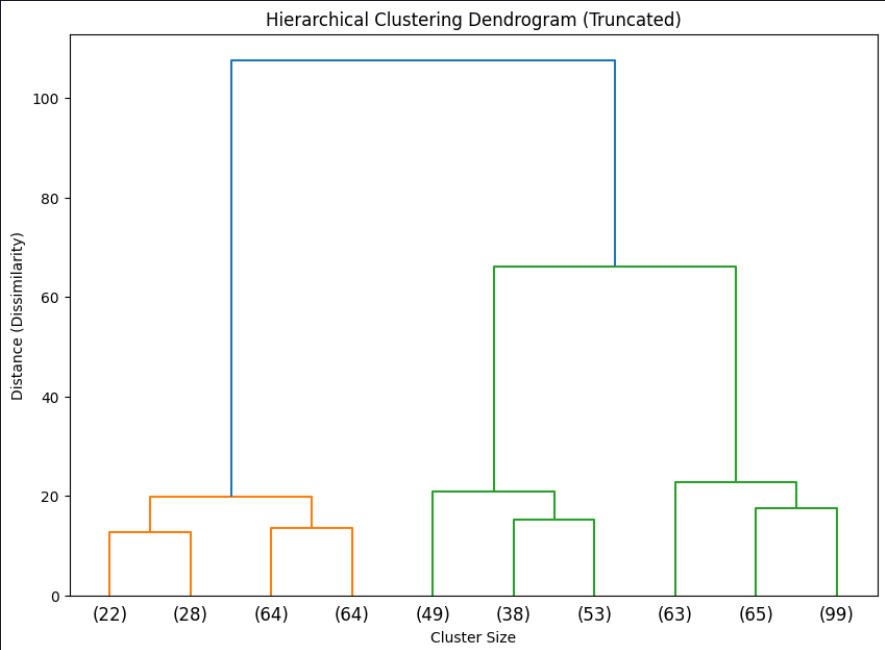 Hierarchical Clustering Dendrogram (Truncated)
Distance (Dissimilarity)
100
80
60
40
20
0
(22) (28) (64) (64) (49) (38) (53) (63) (65) (99)
Cluster Size